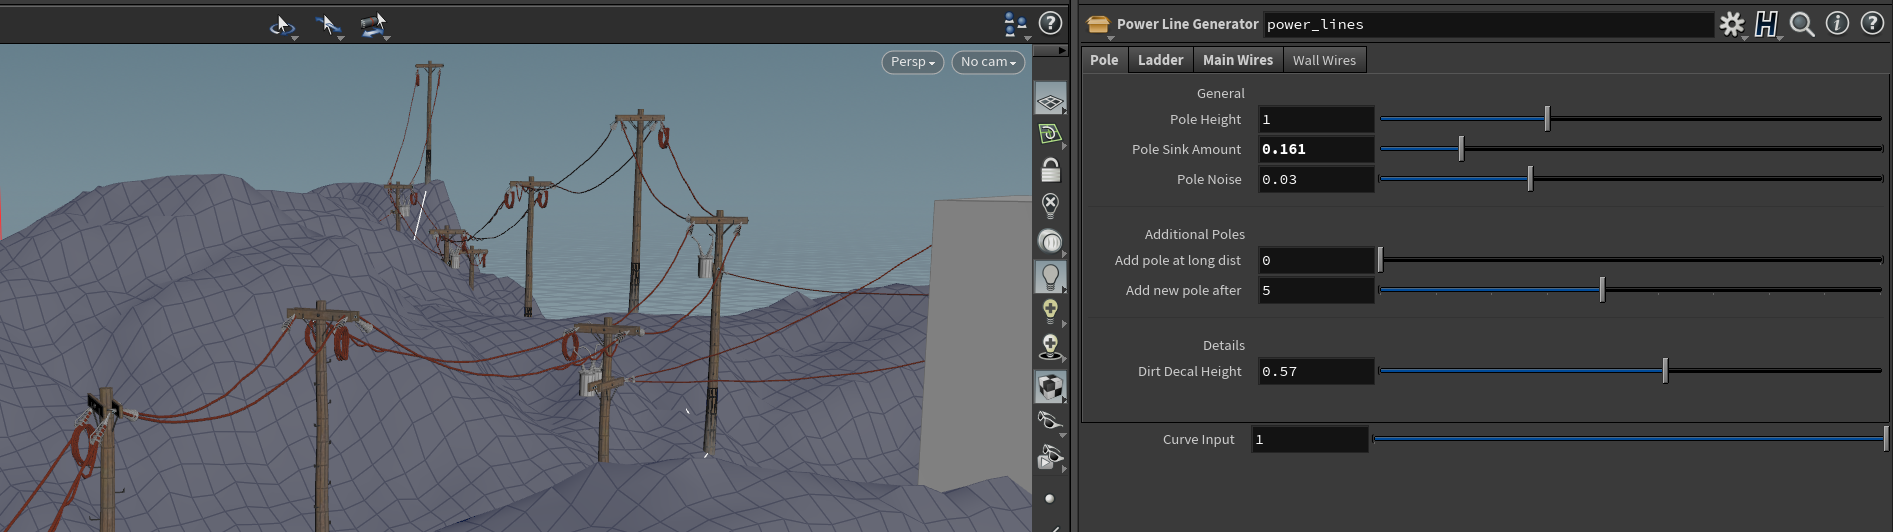 Persp
No cam
Power Line Generator power_lines
Pole Ladder Main Wires Wall Wires
General
Pole Height 1
Pole Sink Amount 0.161
Pole Noise 0.03
Additional Poles
Add pole at long dist 0
Add new pole after 5
Details
Dirt Decal Height 0.57
Curve Input 1